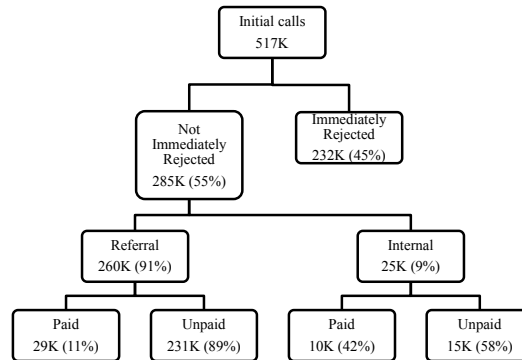 Initial calls
517K
Not
Immediately
Rejected
285K (55%)
Immediately
Rejected
232K (45%)
Referral
260K (91%)
Internal
25K (9%)
Paid
29K (11%)
Unpaid
231K (89%)
Paid
10K (42%)
Unpaid
15K (58%)